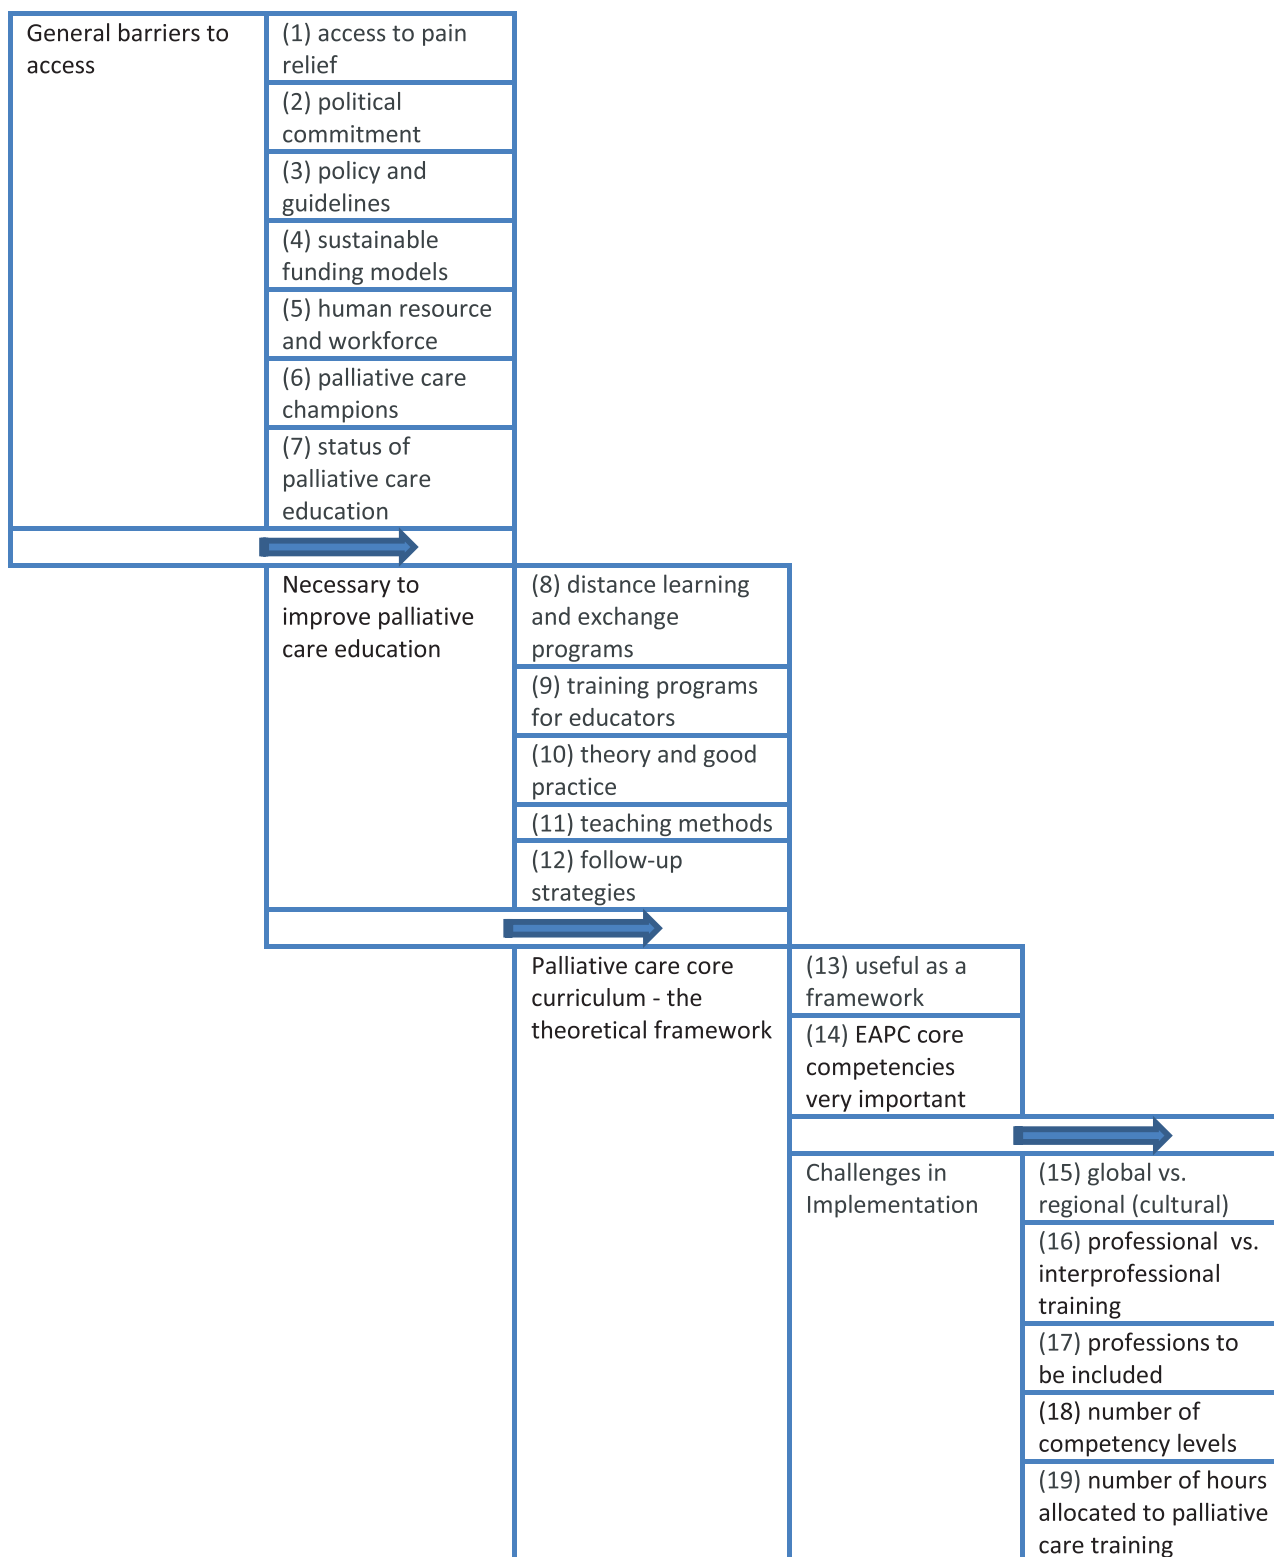 General barriers to
access
(1) access to pain
relief
(2) political
commitment
(3) policy and
guidelines
(4) sustainable
funding models
(5) human resource
and workforce
(6) palliative care
champions
(7) status of
palliative care
education
Necessary to
improve palliative
care education
(8) distance learning
and exchange
programs
(9) training programs
for educators
(10) theory and good
practice
(11) teaching methods
(12) follow-up
strategies
Palliative care core
curriculum - the
theoretical framework
(13) useful as a
framework
(14) EAPC core
competencies
very important
Challenges in
Implementation
(15) global vs.
regional (cultural)
(16) professional  vs.
interprofessional
training
(17) professions to
be included
(18) number of
competency levels
(19) number of hours
allocated to palliative
care training